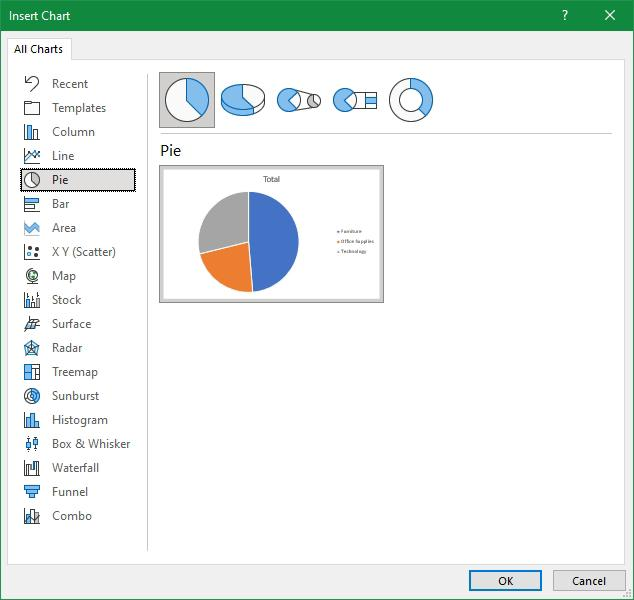 Insert Chart
?
All Charts
Recent
Templates
Column
Line
Pie
Bar
Area
X Y (Scatter)
Map
Stock
Surface
Radar
Treemap
Sunburst
Histogram
Box & Whisker
Waterfall
Funnel
Combo
Pie
Total
Furniture
Office Supplies
Technology
OK
Cancel